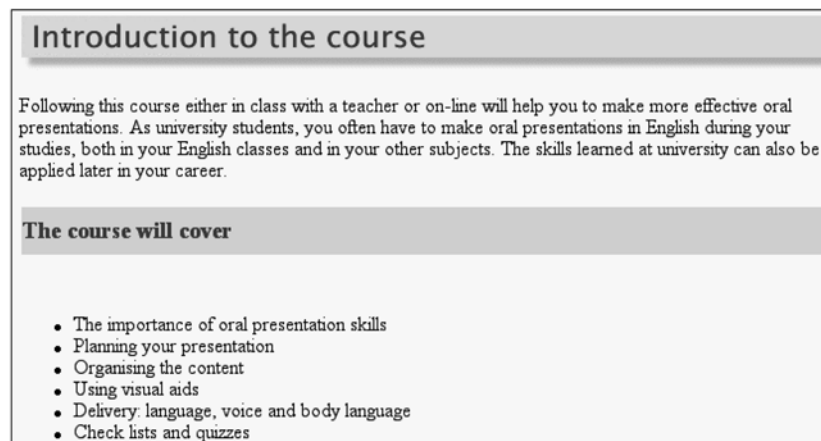 Introduction to the course
Following this course either in class with a teacher or on-line will help you to make more effective oral
presentations. As university students, you often have to make oral presentations in English during your
studies, both in your English classes and in your other subjects. The skills learned at university can also be
applied later in your career.
The course will cover
• The importance of oral presentation skills
• Planning your presentation
• Organising the content
• Using visual aids
• Delivery: language, voice and body language
• Check lists and quizzes